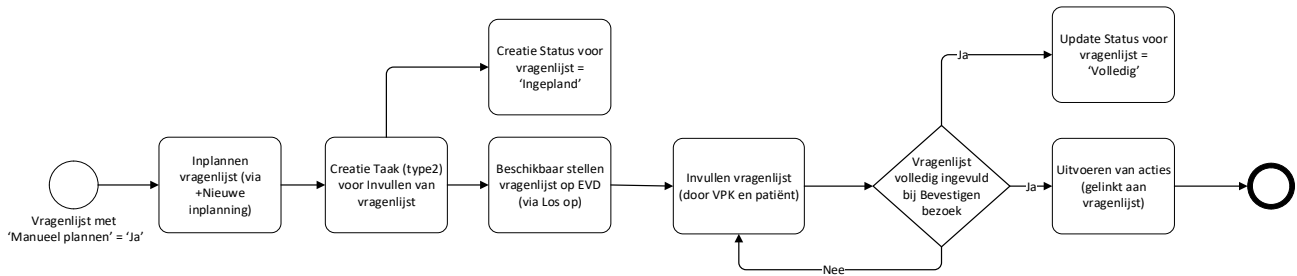 Vragenlijst met
‘Manueel plannen’ = ‘Ja’
Inplannen
vragenlijst (via
+Nieuwe
inplanning)
Creatie Taak (type2)
voor Invullen van
vragenlijst
Creatie Status voor
vragenlijst =
‘Ingepland’
Beschikbaar stellen
vragenlijst op EVD
(via Los op)
Invullen vragenlijst
(door VPK en patiënt)
Vragenlijst
volledig ingevuld
bij Bevestigen
bezoek
Ja
Update Status voor
vragenlijst =
‘Volledig’
Ja
Uitvoeren van acties
(gelinkt aan
vragenlijst)
Nee